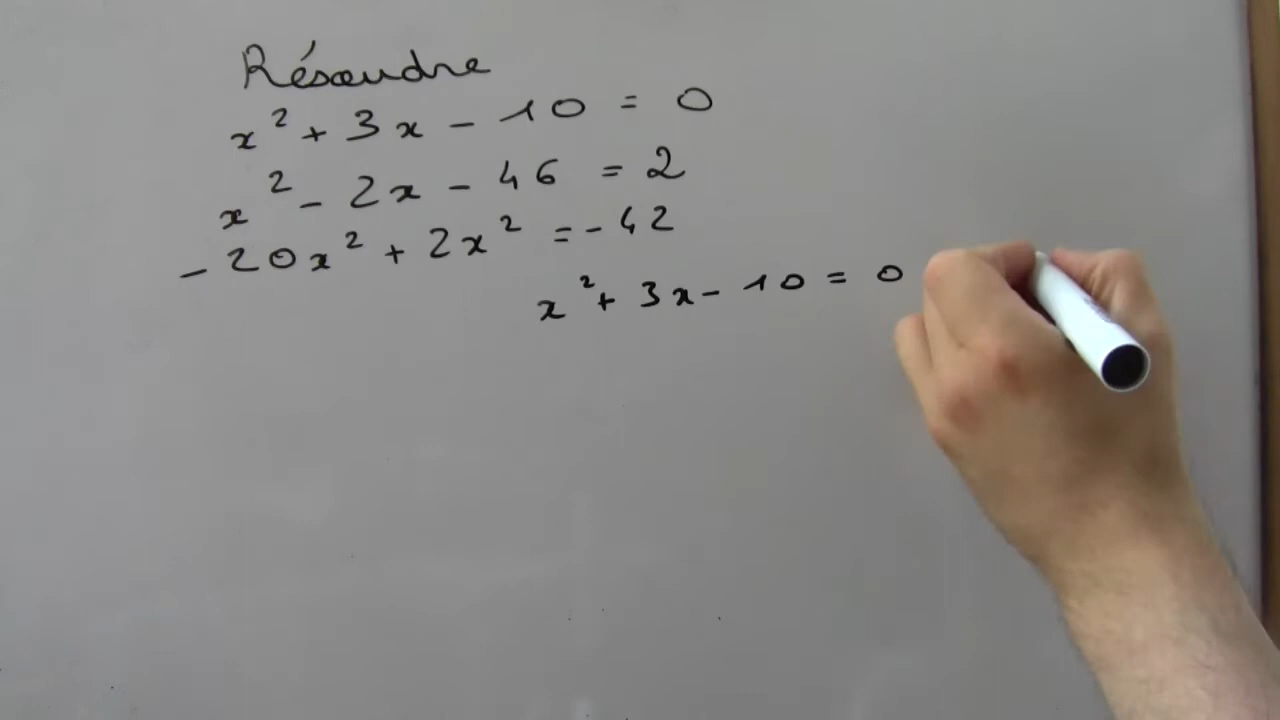 Résoudre
x² + 3x - 10 = 0
x² - 2x - 46 = 2
- 20x² + 2x² = - 42
x² + 3x - 10 = 0